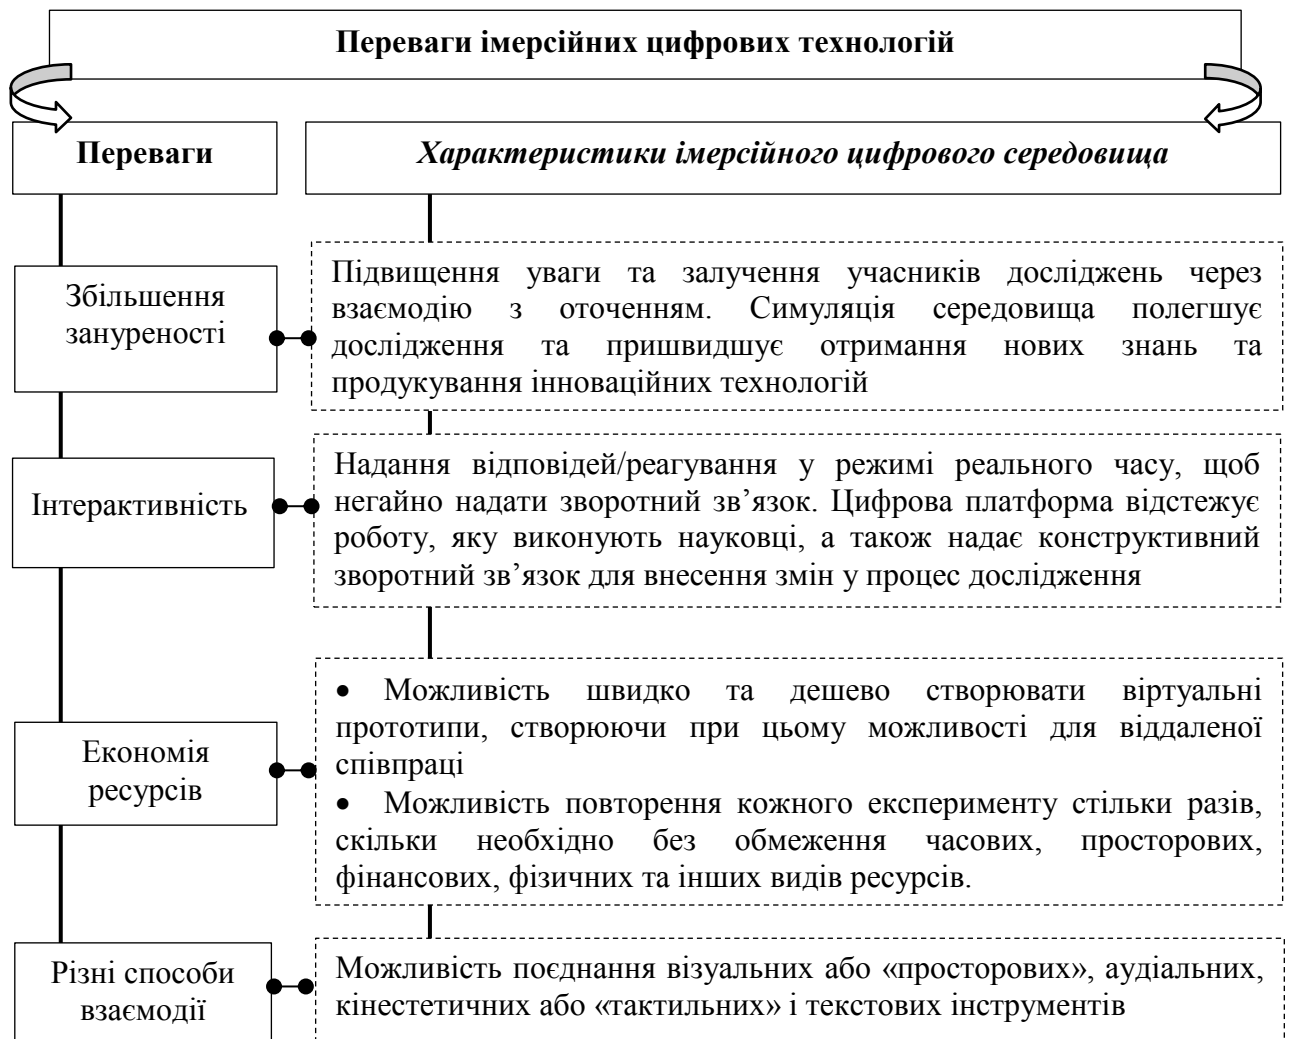 Переваги імерсійних цифрових технологій
Переваги
Характеристики імерсійного цифрового середовища
Збільшення
зануреності
Підвищення уваги та залучення учасників досліджень через
взаємодію з оточенням. Симуляція середовища полегшує
дослідження та пришвидшує отримання нових знань та
продукування інноваційних технологій
Інтерактивність
Надання відповідей/реагування у режимі реального часу, щоб
негайно надати зворотний зв’язок. Цифрова платформа відстежує
роботу, яку виконують науковці, а також надає конструктивний
зворотний зв’язок для внесення змін у процес дослідження
Економія
ресурсів
• Можливість швидко та дешево створювати віртуальні
прототипи, створюючи при цьому можливості для віддаленої
співпраці
• Можливість повторення кожного експерименту стільки разів,
скільки необхідно без обмеження часових, просторових,
фінансових, фізичних та інших видів ресурсів.
Різні способи
взаємодії
Можливість поєднання візуальних або «просторових», аудіальних,
кінестетичних або «тактильних» і текстових інструментів